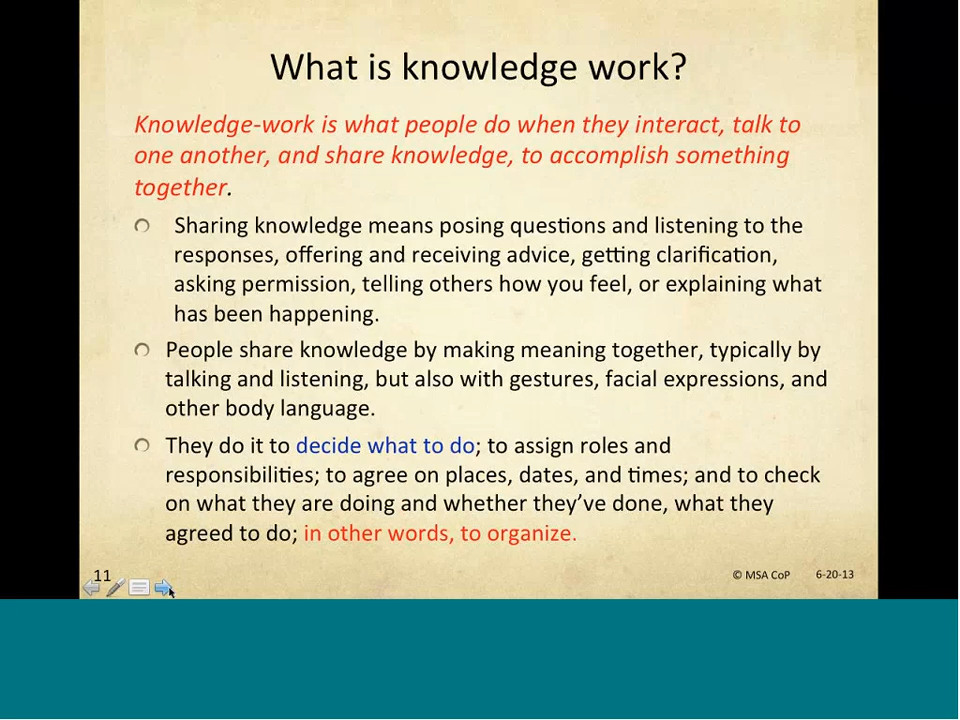 What is knowledge work?
Knowledge-work is what people do when they interact, talk to
one another, and share knowledge, to accomplish something
together.
Sharing knowledge means posing questions and listening to the
responses, offering and receiving advice, getting clarification,
asking permission, telling others how you feel, or explaining what
has been happening.
People share knowledge by making meaning together, typically by
talking and listening, but also with gestures, facial expressions, and
other body language.
They do it to decide what to do; to assign roles and
responsibilities; to agree on places, dates, and times; and to check
on what they are doing and whether they’ve done, what they
agreed to do; in other words, to organize.
11
© MSA CoP 6-20-13